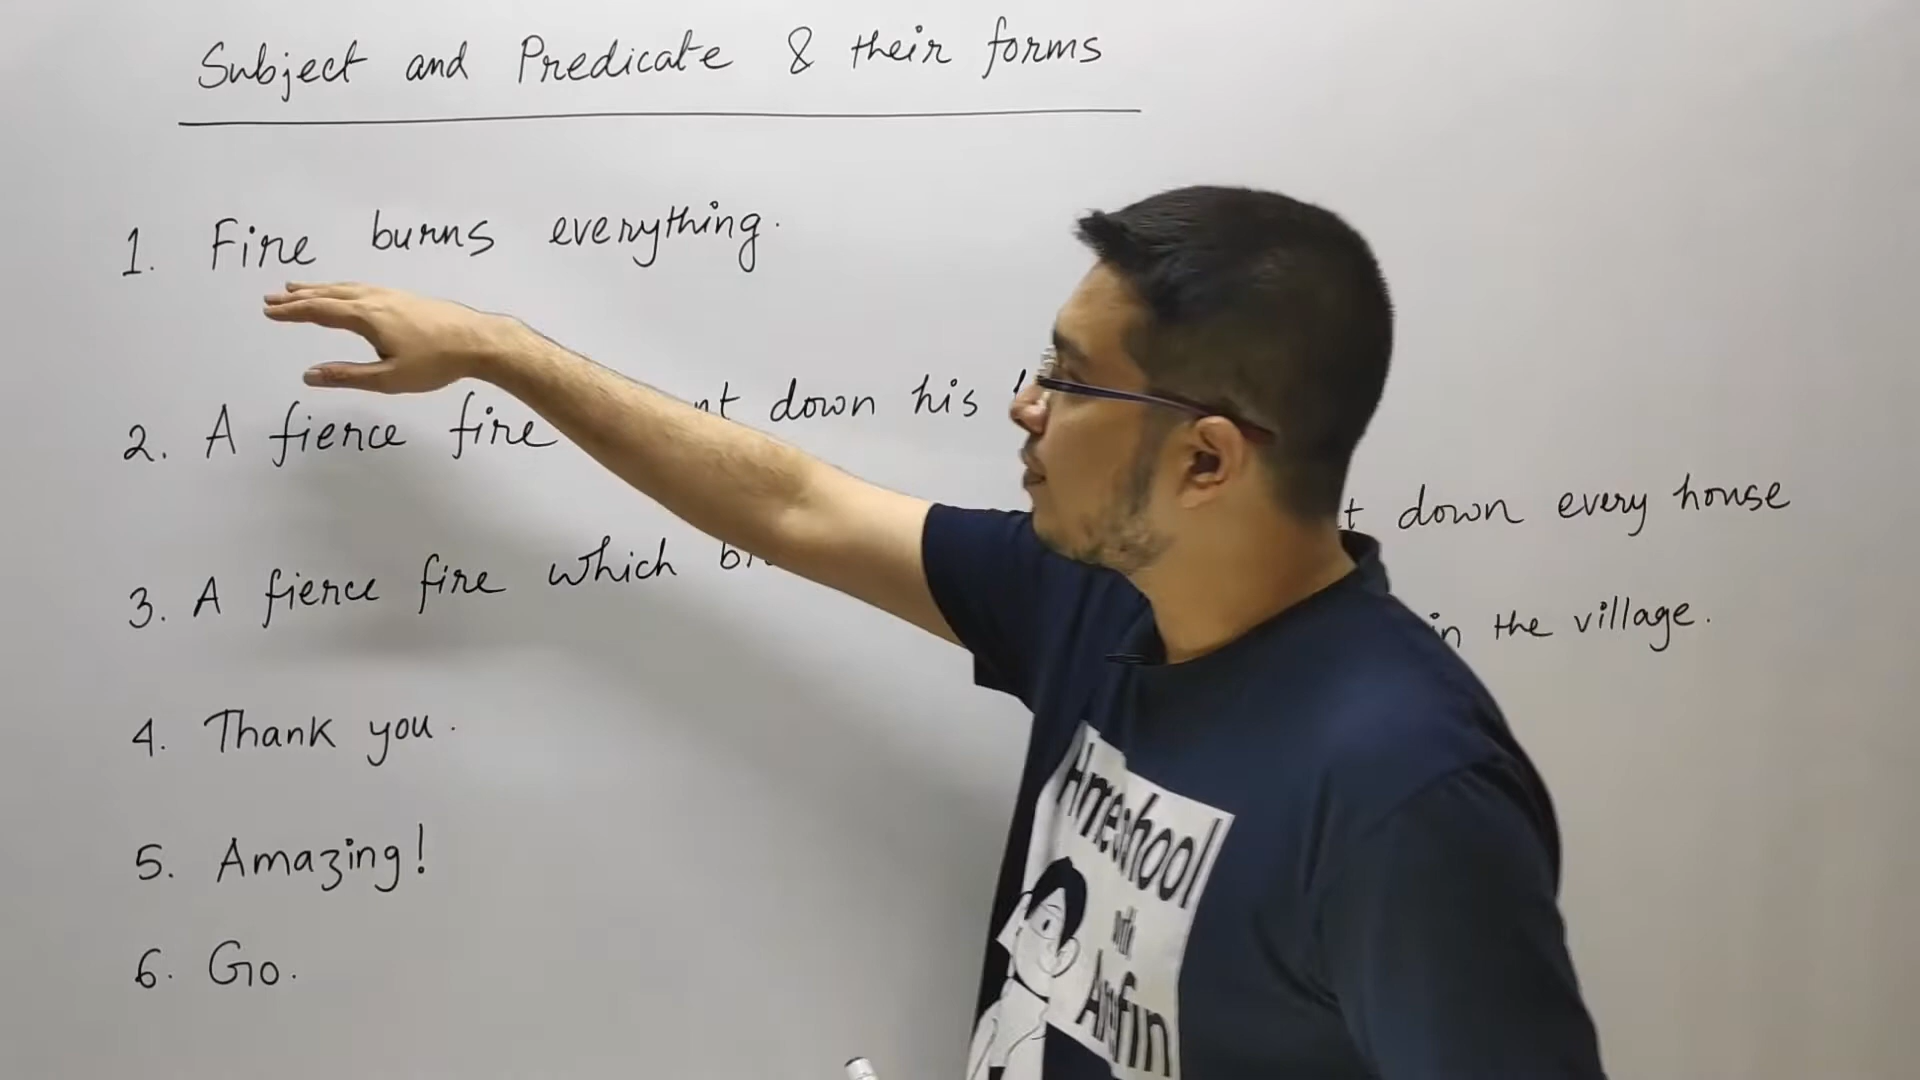 Subject and Predicate & their forms
1. Fire burns everything.
2. A fierce fire down his
3. A fierce fire which down every house
in the village.
4. Thank you.
5. Amazing!
6. Go.
Homeschool
with
Arefin